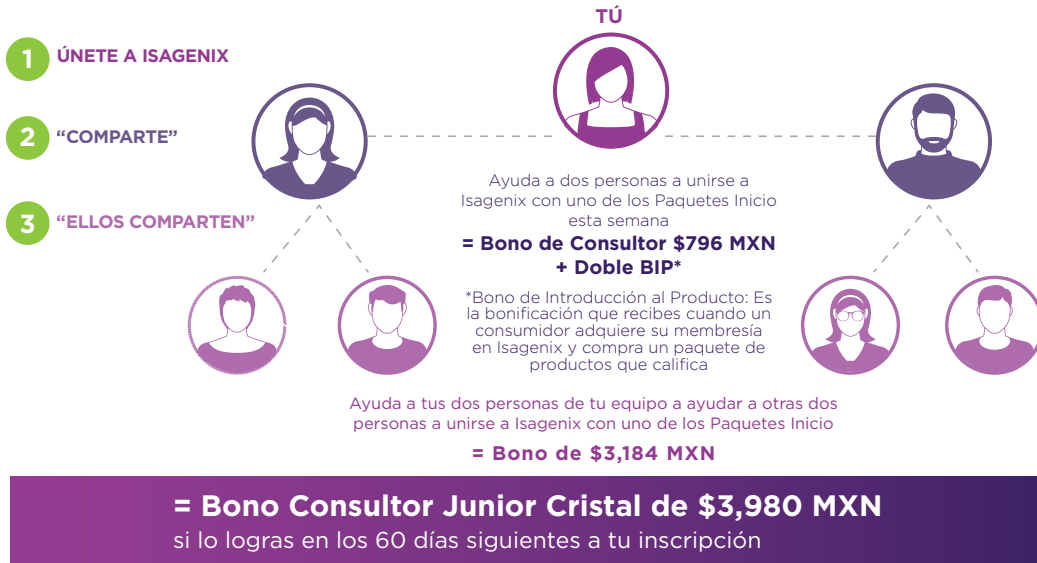 TÚ
1 ÚNETE A ISAGENIX
2 “COMPARTE”
3 “ELLOS COMPARTEN”
Ayuda a dos personas a unirse a
Isagenix con uno de los Paquetes Inicio
esta semana
= Bono de Consultor $796 MXN
+ Doble BIP*
*Bono de Introducción al Producto: Es
la bonificación que recibes cuando un
consumidor adquiere su membresía
en Isagenix y compra un paquete de
productos que califica
Ayuda a tus dos personas de tu equipo a ayudar a otras dos
personas a unirse a Isagenix con uno de los Paquetes Inicio
= Bono de $3,184 MXN
= Bono Consultor Junior Cristal de $3,980 MXN
si lo logras en los 60 días siguientes a tu inscripción